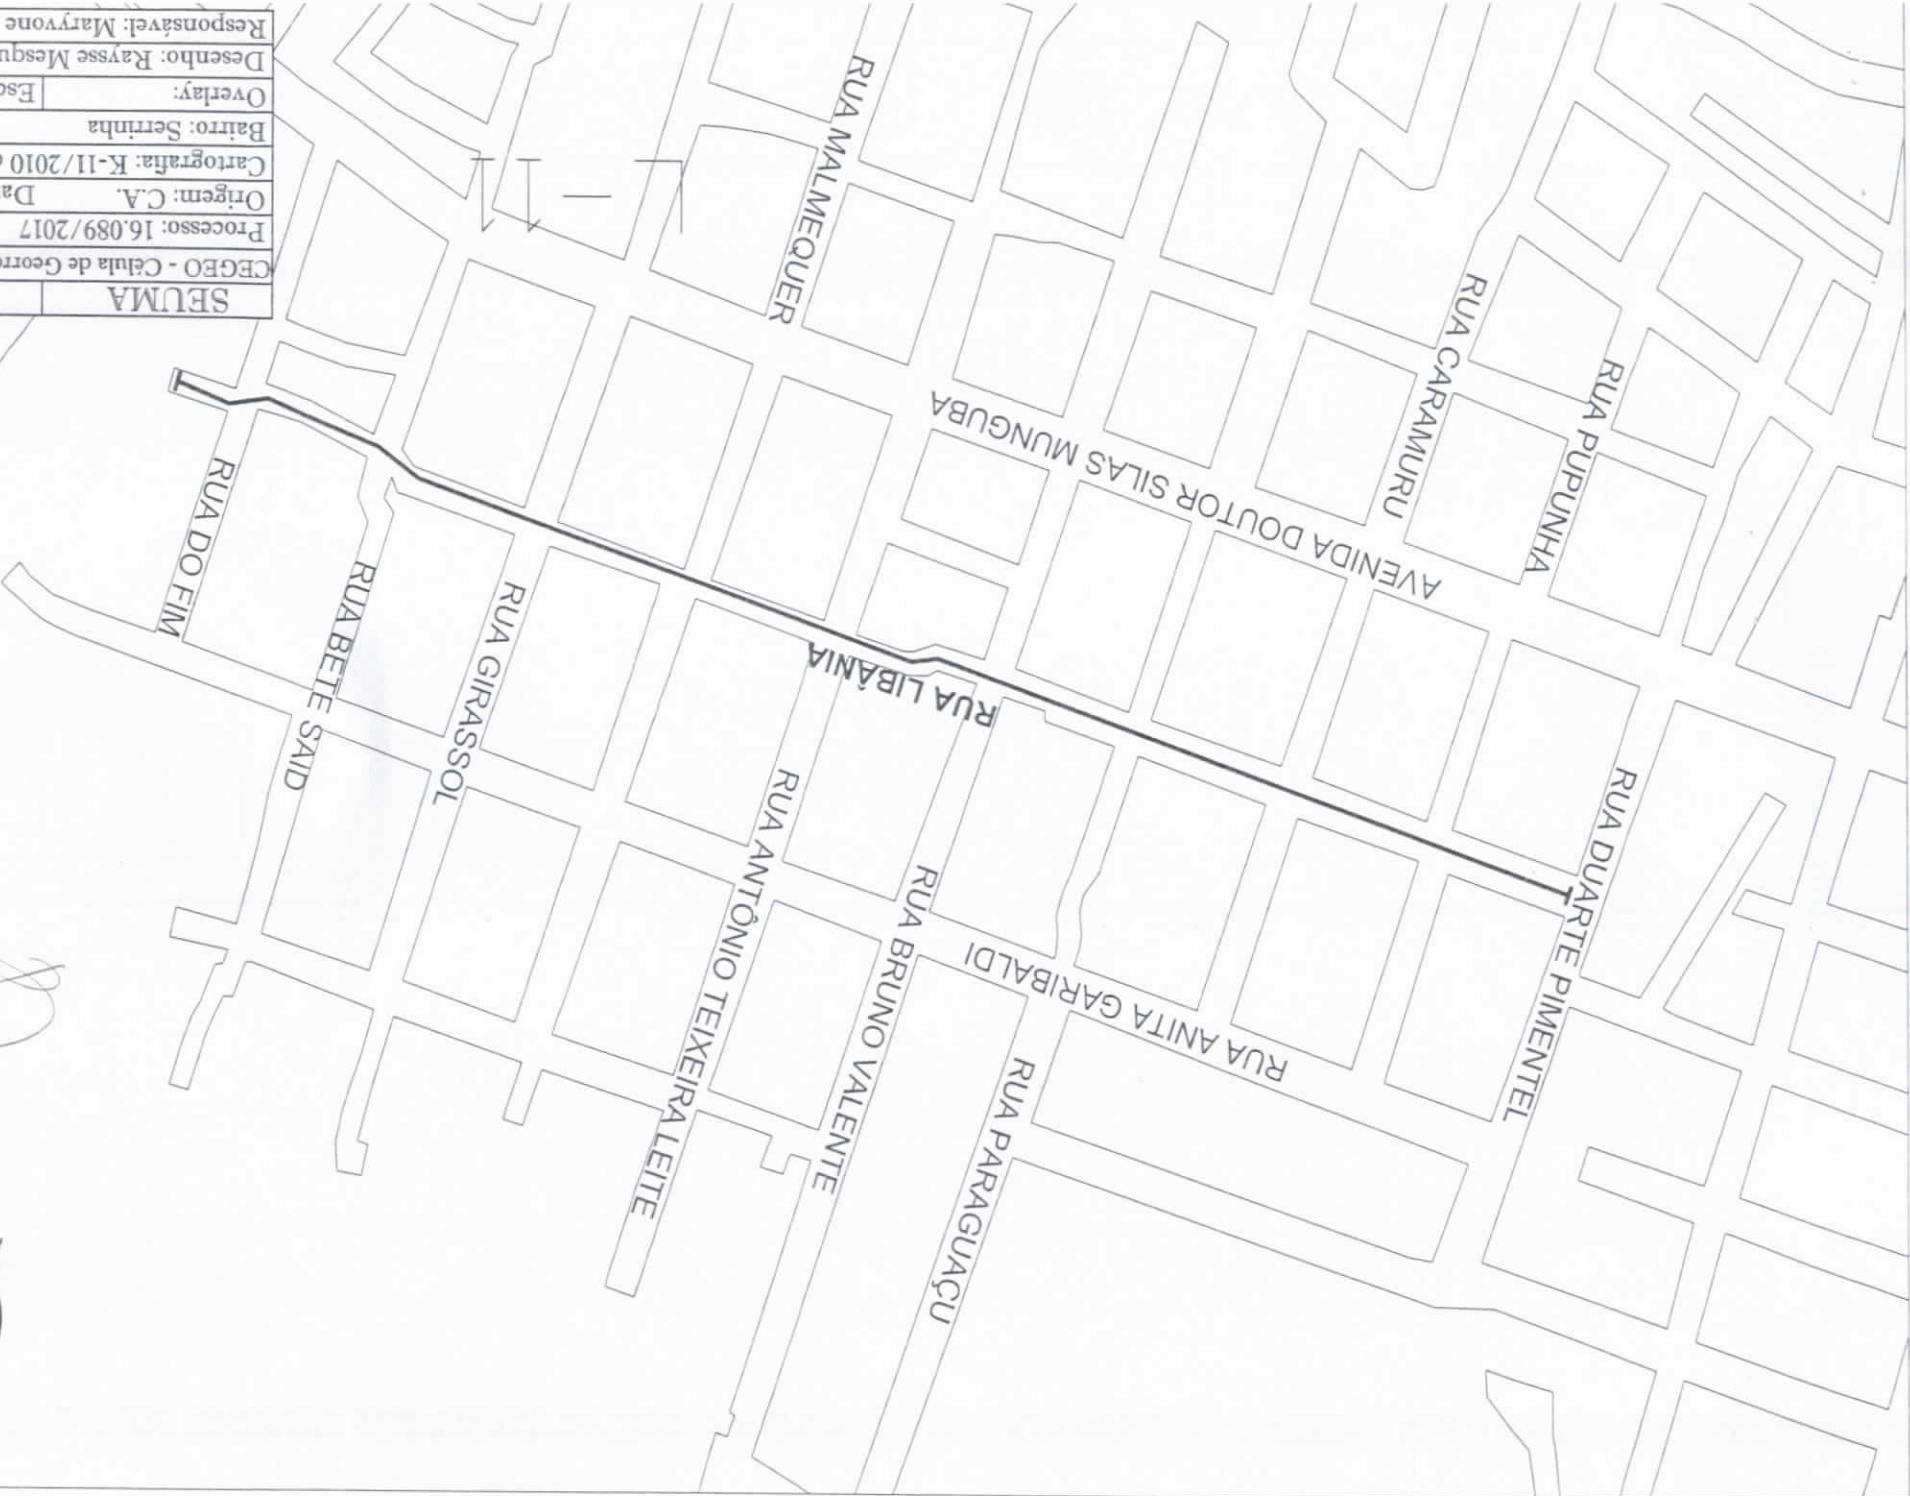 SEUMA
CEGEO - Célula de Georre
Processo: 16.089/2017
Origem: C.A. Da
Cartografia: K-11/2010
Bairro: Serrinha
Overlay: Esc
Desenho: Raysse Mesqu
Responsável: Maryvone
RUA MALMEQUER
RUA CARAMURU
RUA PUPUNHA
AVENIDA DOUTOR SILAS MUNGUBA
RUA DO FIM
RUA BETE SAID
RUA GIRASSOL
RUA LIBÂNIA
RUA ANTÔNIO TEIXEIRA LEITE
RUA BRUNO VALENTE
RUA ANITA GARIBALDI
RUA PARAGUAÇU
RUA DUARTE PIMENTEL